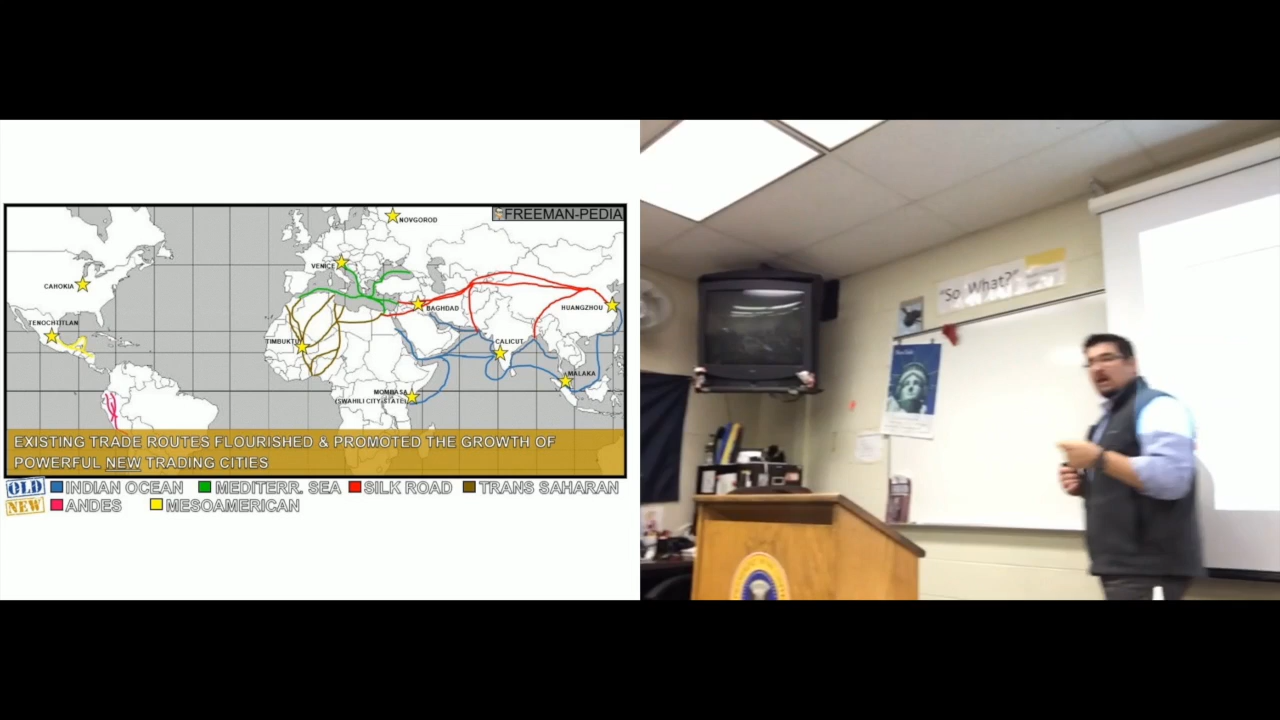 FREEMAN-PEDIA
NOVGOROD
VENICE
CAHOKIA
BAGHDAD
HUANGZHOU
TENOCHTITLAN
TIMBUKTU
CALICUT
MALAKA
MOMBASA
(SWAHILI CITY-STATE)
EXISTING TRADE ROUTES FLOURISHED & PROMOTED THE GROWTH OF
POWERFUL NEW TRADING CITIES
OLD INDIAN OCEAN MEDITERR. SEA SILK ROAD TRANS SAHARAN
NEW ANDES MESOAMERICAN
"So What?"